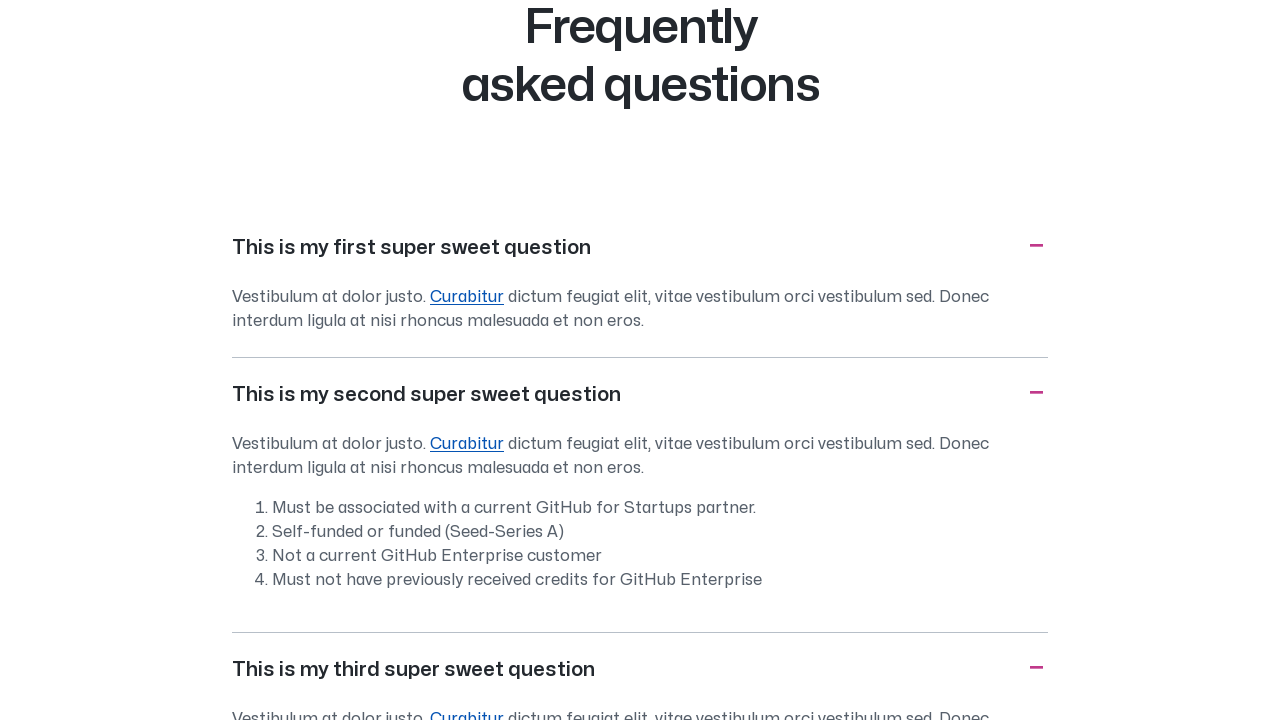 Frequently
asked questions
This is my first super sweet question
Vestibulum at dolor justo. Curabitur dictum feugiat elit, vitae vestibulum orci vestibulum sed. Donec
interdum ligula at nisi rhoncus malesuada et non eros.
This is my second super sweet question
Vestibulum at dolor justo. Curabitur dictum feugiat elit, vitae vestibulum orci vestibulum sed. Donec
interdum ligula at nisi rhoncus malesuada et non eros.
1. Must be associated with a current GitHub for Startups partner.
2. Self-funded or funded (Seed-Series A)
3. Not a current GitHub Enterprise customer
4. Must not have previously received credits for GitHub Enterprise
This is my third super sweet question
Vestibulum at dolor justo. Curabitur dictum feugiat elit, vitae vestibulum orci vestibulum sed. Donec